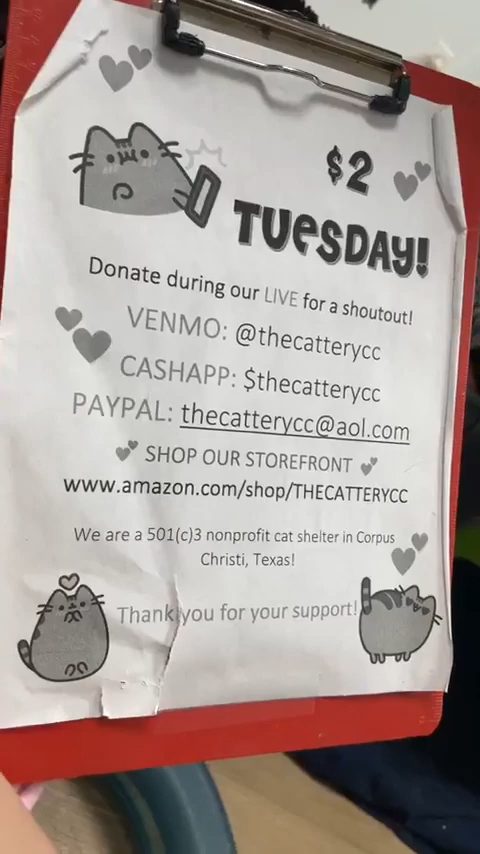 $2
TUESDAY!
Donate during our LIVE for a shoutout!
VENMO: @thecatterycc
CASHAPP: $thecatterycc
PAYPAL: thecatterycc@aol.com
SHOP OUR STOREFRONT
www.amazon.com/shop/THECATTERYCC
We are a 501(c)3 nonprofit cat shelter in Corpus
Christi, Texas!
Thank you for your support!